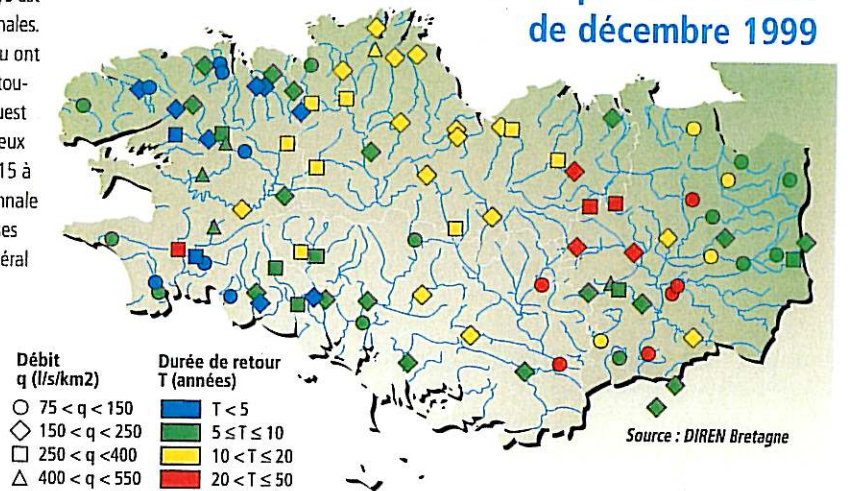 nales.
u ont
tou-
uest
eux
15 à
nnale
ses
éral
de décembre 1999
Débit
q (l/s/km2)
75 < q < 150
150 < q < 250
250 < q <400
400 < q < 550
Durée de retour
T (années)
T < 5
5 ≤ T ≤ 10
10 < T ≤ 20
20 < T ≤ 50
Source : DIREN Bretagne